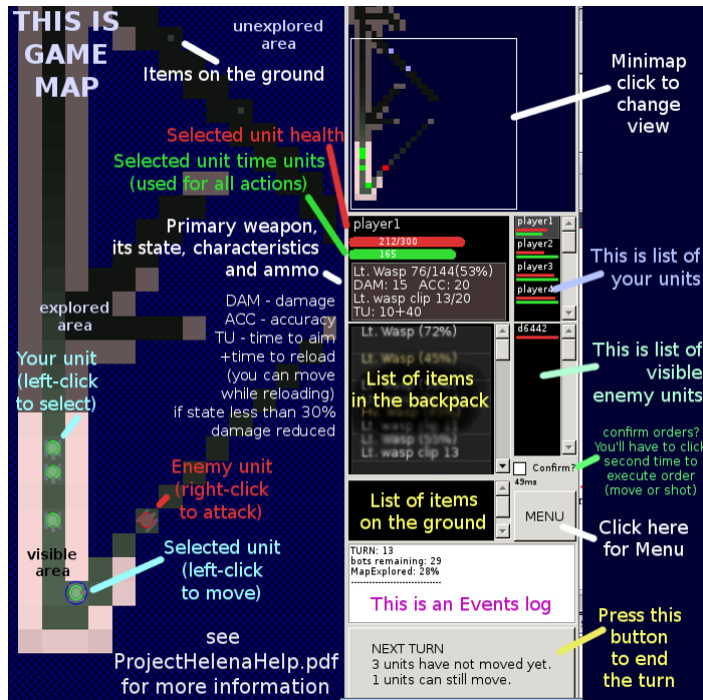 THIS IS
GAME
MAP
unexplored
area
Items on the ground
Selected unit health
Selected unit time units
(used for all actions)
Primary weapon,
its state, characteristics
and ammo
DAM - damage
ACC - accuracy
TU - time to aim
+time to reload
(you can move
while reloading)
if state less than 30%
damage reduced
explored
area
Your unit
(left-click
to select)
Enemy unit
(right-click
to attack)
visible
area
Selected unit
(left-click
to move)
see
ProjectHelenaHelp.pdf
for more information
player1
212/300
165
Lt. Wasp 76/144(53%)
DAM: 15 ACC: 20
Lt. wasp clip 13/20
TU: 10+40
player1
player2
player3
player4
Lt. Wasp (72%)
Lt. Wasp (45%)
List of items
in the backpack
Lt. Wasp (55%)
Lt. wasp clip 13
d6442
Confirm?
49ms
List of items
on the ground
MENU
TURN: 13
bots remaining: 29
MapExplored: 28%
------------------------------
This is an Events log
NEXT TURN
3 units have not moved yet.
1 units can still move.
Minimap
click to
change
view
This is list of
your units
This is list of
visible
enemy units
confirm orders?
You'll have to click
second time to
execute order
(move or shot)
Click here
for Menu
Press this
button
to end
the turn